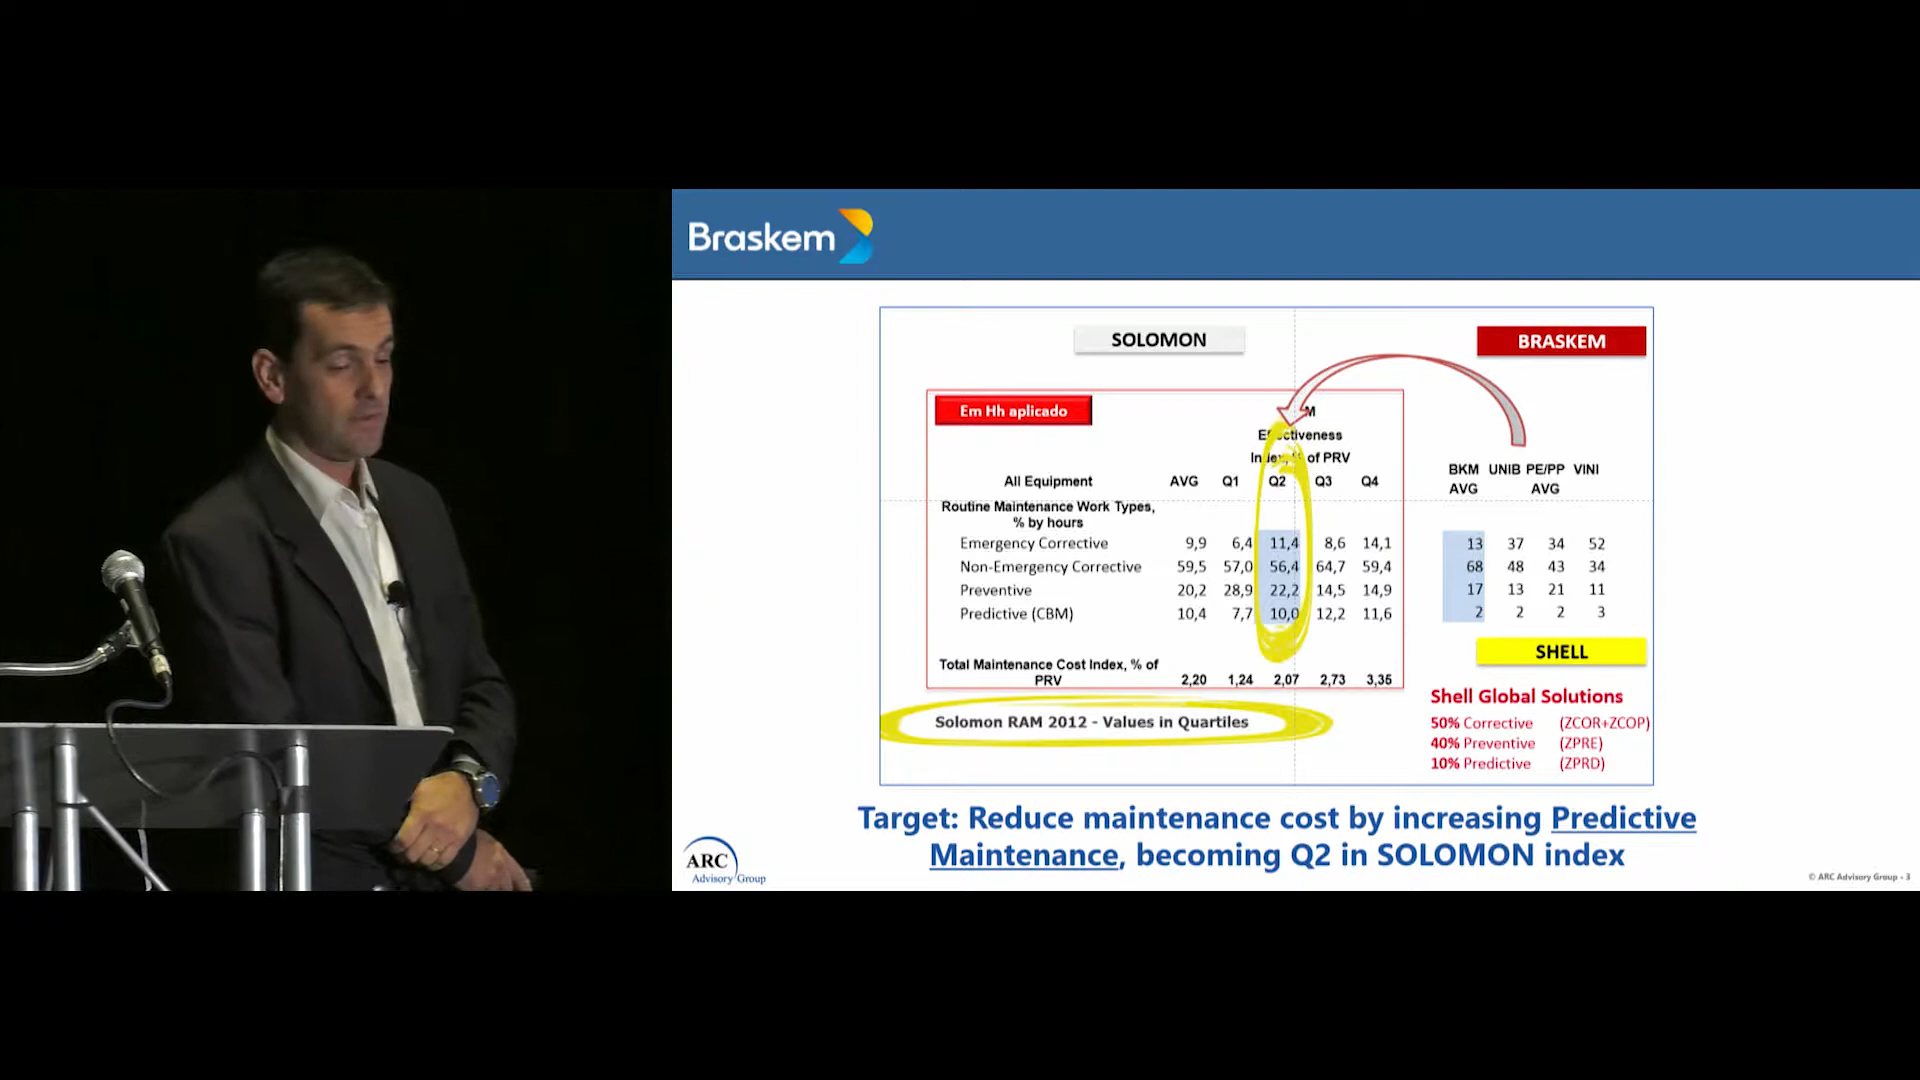 Braskem
SOLOMON
BRASKEM
Em Hh aplicado
M
Effectiveness
Index, % of PRV
All Equipment AVG Q1 Q2 Q3 Q4
BKM UNIB PE/PP VINI
AVG AVG
Routine Maintenance Work Types,
% by hours
Emergency Corrective 9,9 6,4 11,4 8,6 14,1 13 37 34 52
Non-Emergency Corrective 59,5 57,0 56,4 64,7 59,4 68 48 43 34
Preventive 20,2 28,9 22,2 14,5 14,9 17 13 21 11
Predictive (CBM) 10,4 7,7 10,0 12,2 11,6 2 2 2 3
Total Maintenance Cost Index, % of
PRV 2,20 1,24 2,07 2,73 3,35
SHELL
Shell Global Solutions
50% Corrective (ZCOR+ZCOP)
40% Preventive (ZPRE)
10% Predictive (ZPRD)
Solomon RAM 2012 - Values in Quartiles
Target: Reduce maintenance cost by increasing Predictive
Maintenance, becoming Q2 in SOLOMON index
ARC
Advisory Group
© ARC Advisory Group - 3